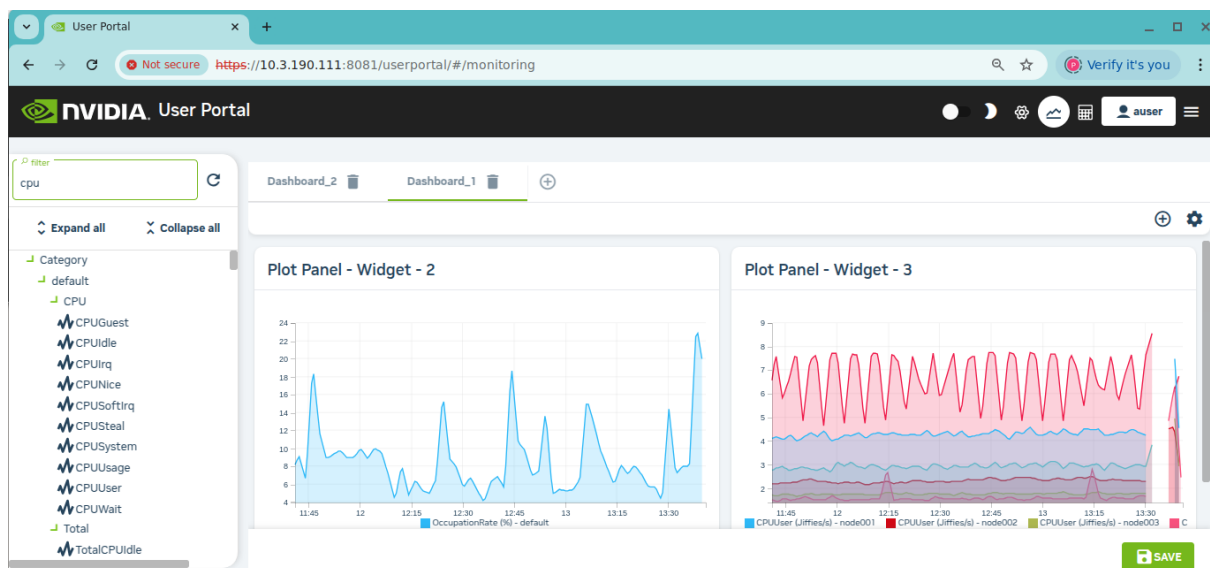 User Portal
Not secure https://10.3.190.111:8081/userportal/#/monitoring
P
Verify it's you
NVIDIA. User Portal
auser
filter
cpu
Expand all
Collapse all
Category
default
CPU
CPUGuest
CPUIdle
CPUIrq
CPUNice
CPUSoftIrq
CPUSteal
CPUSystem
CPUUsage
CPUUser
CPUWait
Total
TotalCPUIdle
Dashboard_2
Dashboard_1
Plot Panel - Widget - 2
24
22
20
18
16
14
12
10
8
6
4
11:45 12 12:15 12:30 12:45 13 13:15 13:30
OccupationRate (%) - default
Plot Panel - Widget - 3
9
8
7
6
5
4
3
2
11:45 12 12:15 12:30 12:45 13 13:15 13:30
CPUUser (Jiffies/s) - node001 CPUUser (Jiffies/s) - node002 CPUUser (Jiffies/s) - node003 C
SAVE